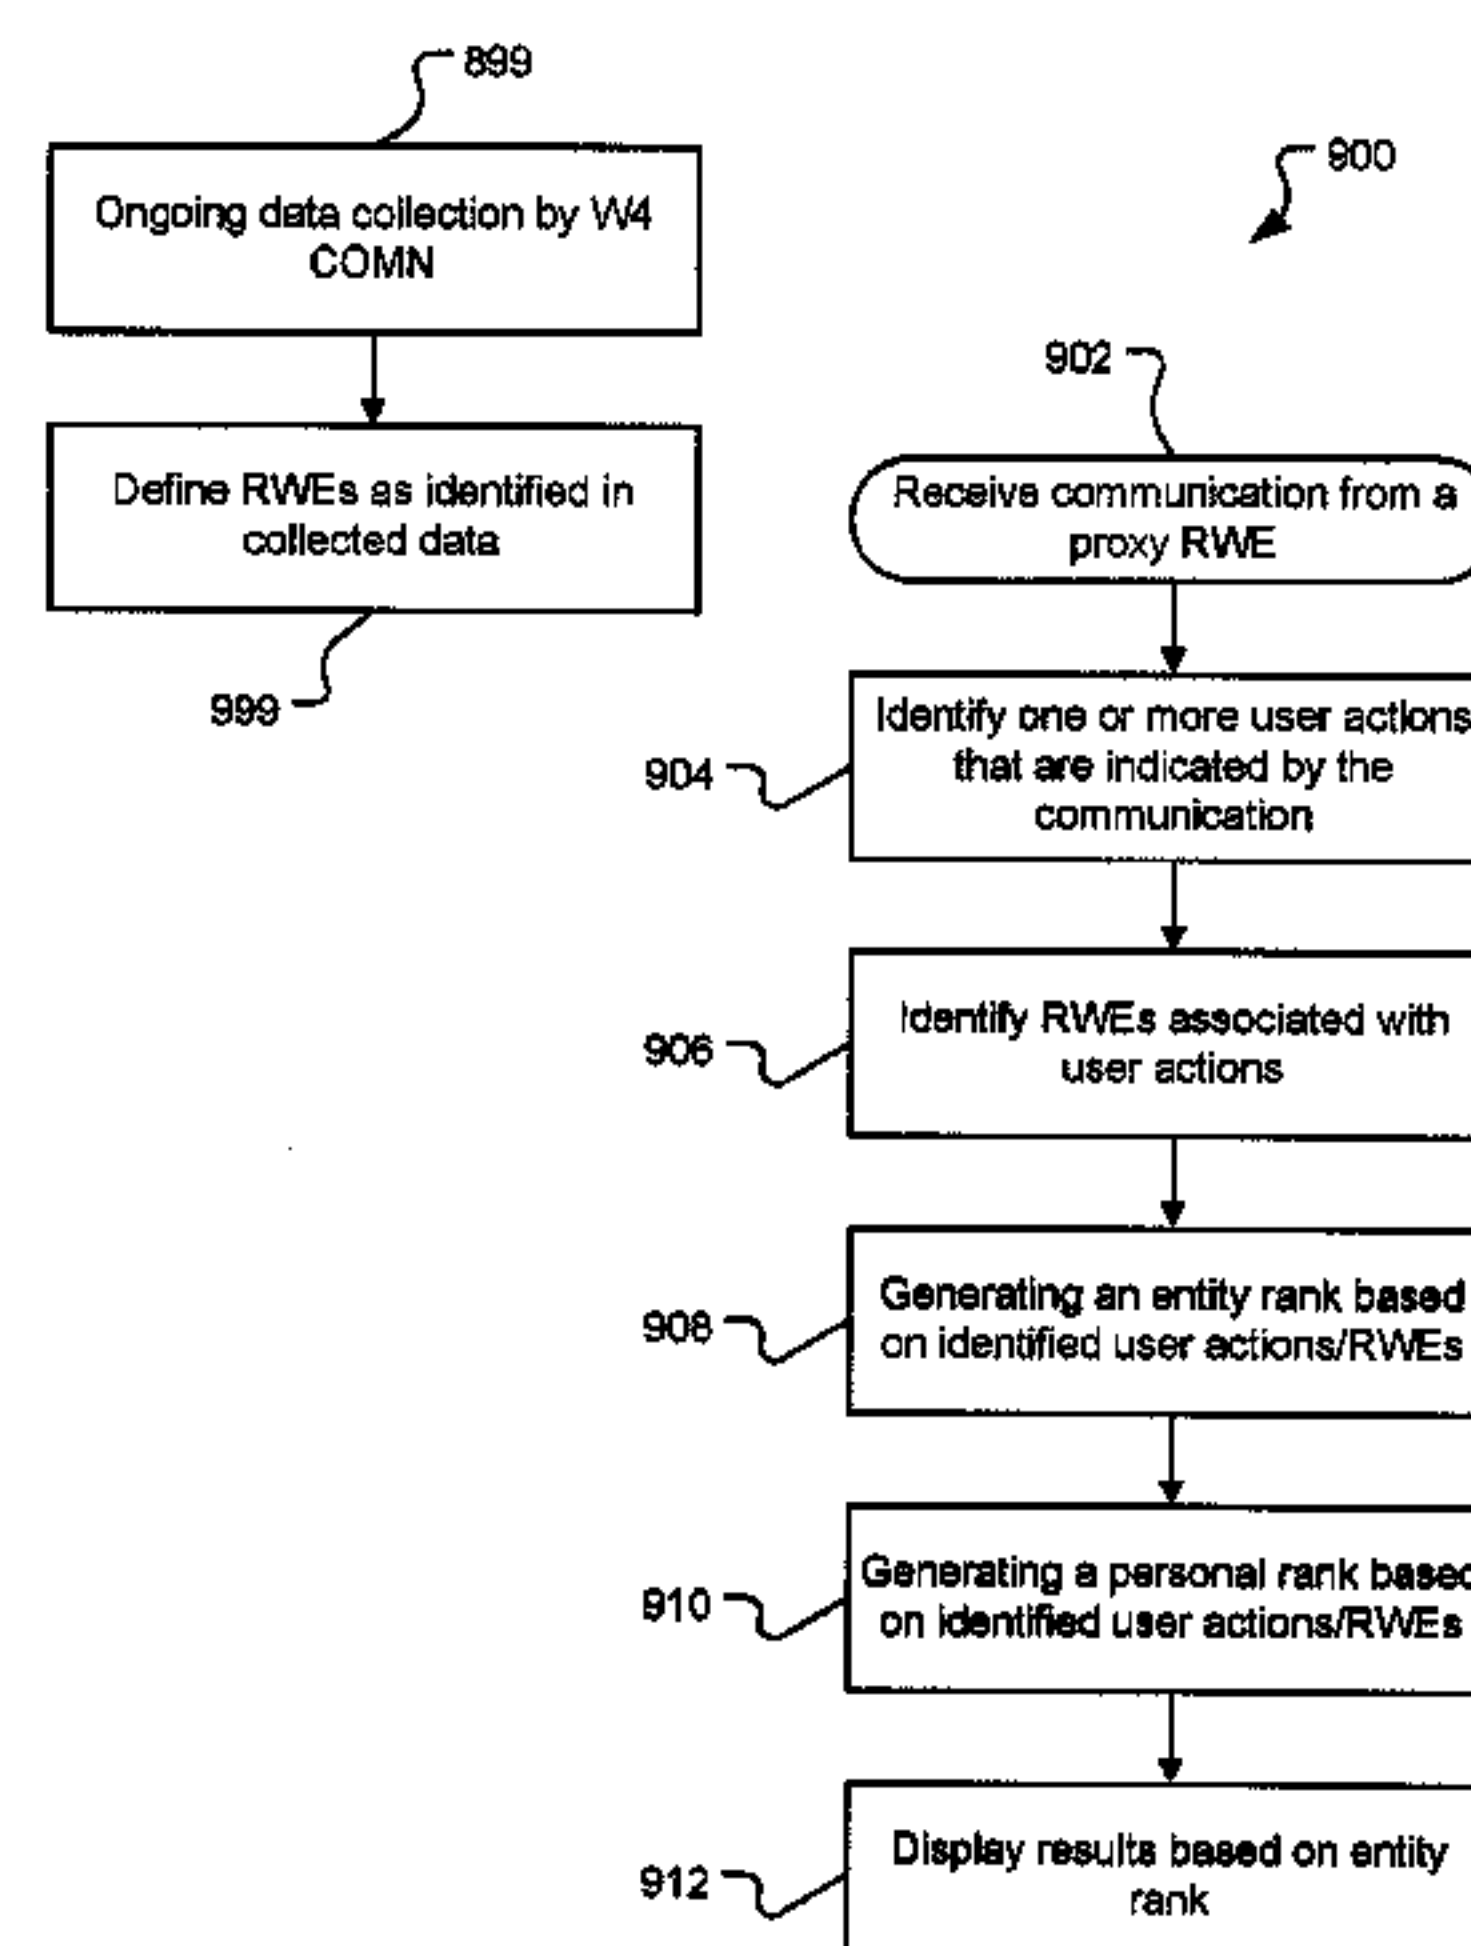 899
Ongoing data collection by W4
COMN
Define RWEs as identified in
collected data
999
900
902
Receive communication from a
proxy RWE
904
Identify one or more user actions
that are indicated by the
communication
906
Identify RWEs associated with
user actions
908
Generating an entity rank based
on identified user actions/RWEs
910
Generating a personal rank based
on identified user actions/RWEs
912
Display results based on entity
rank